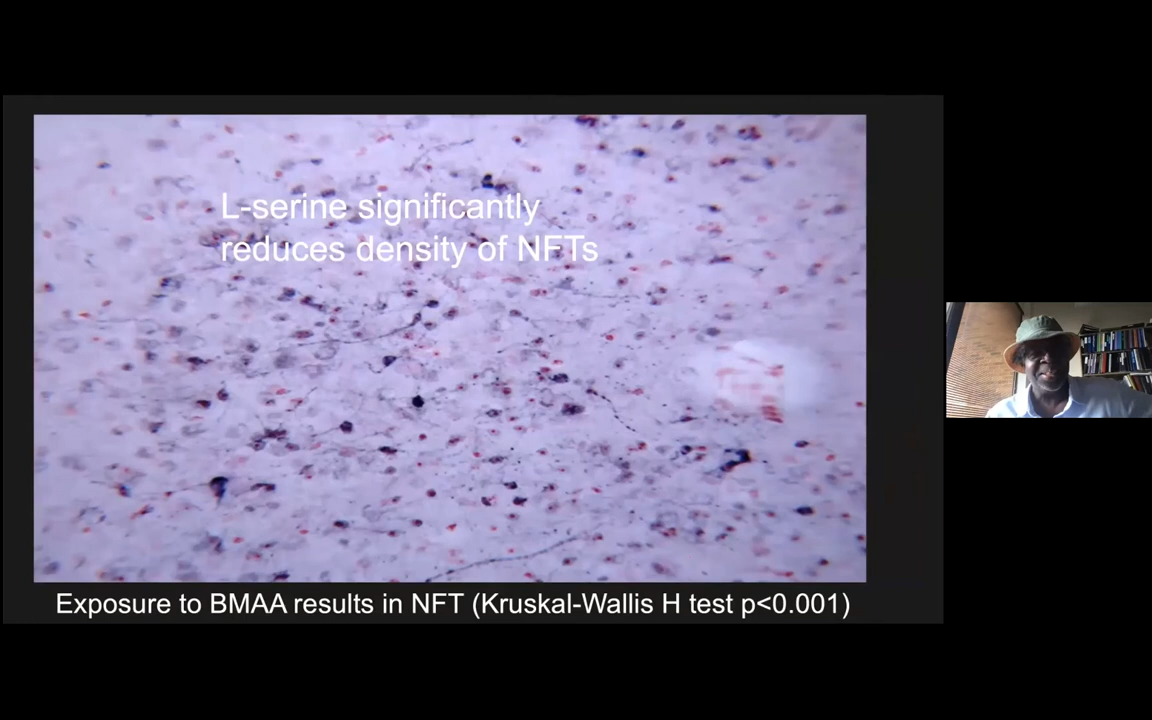 L-serine significantly
reduces density of NFTs
Exposure to BMAA results in NFT (Kruskal-Wallis H test p<0.001)